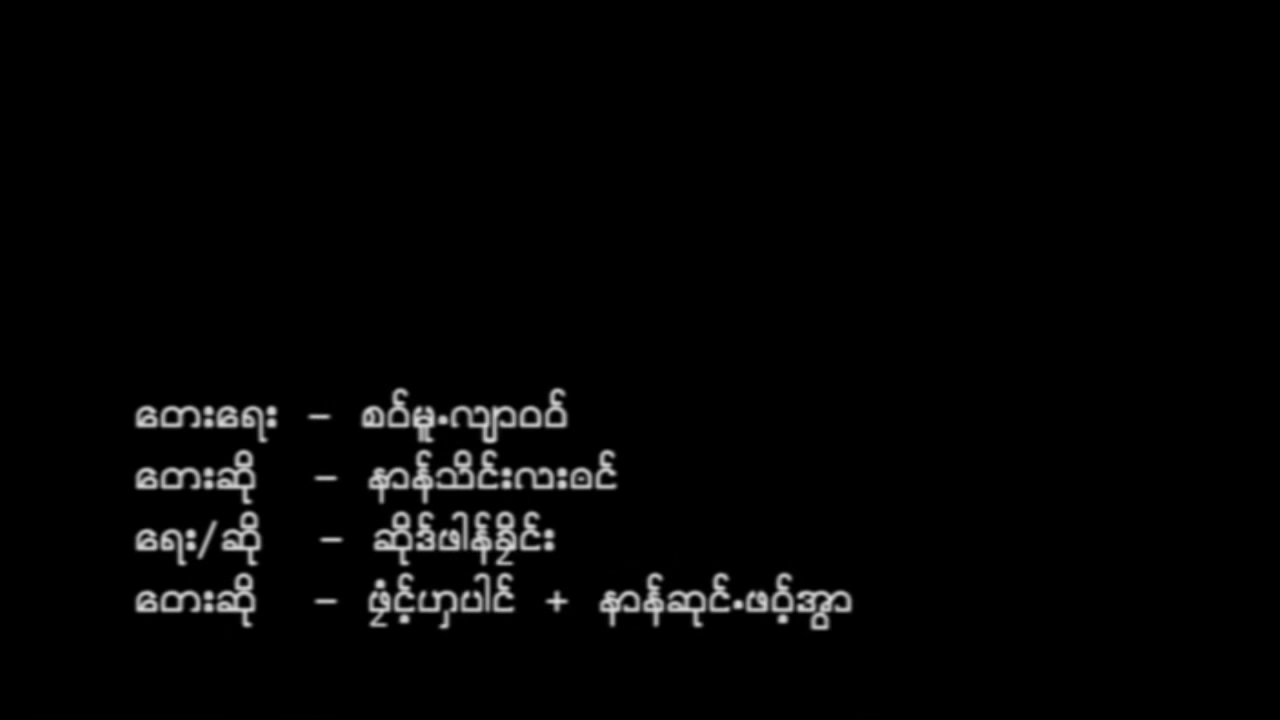 တေးရေး – စဝ်မူႉလျာဝဝ်
တေးဆို – နာန်သိင်းလႊးၜင်
ရေး/ဆို – ဆိုဒ်ဖါန်ခှိင်း
တေးဆို – ဖှံင့်ဟှာပါင် + နာန်ဆုင်ႉဖဝ့်အွာ